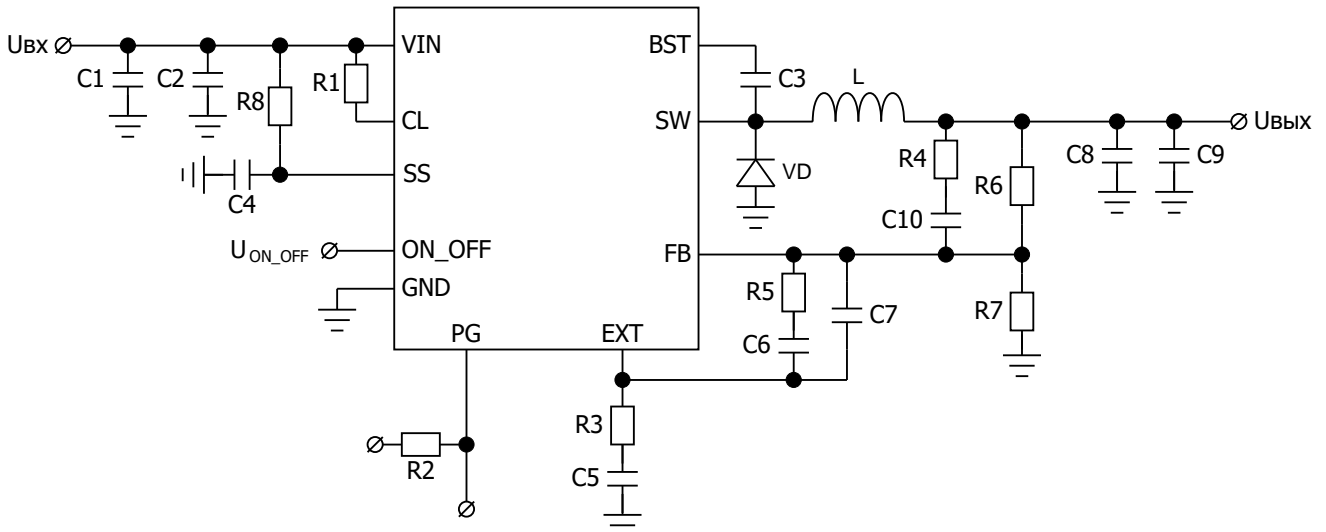 Uвх
C1
C2
R8
R1
C4
VIN
CL
SS
U ON_OFF
ON_OFF
GND
PG
EXT
BST
SW
FB
C3
L
VD
R4
C10
R6
C8
C9
Uвых
R5
C6
C7
R7
R2
R3
C5